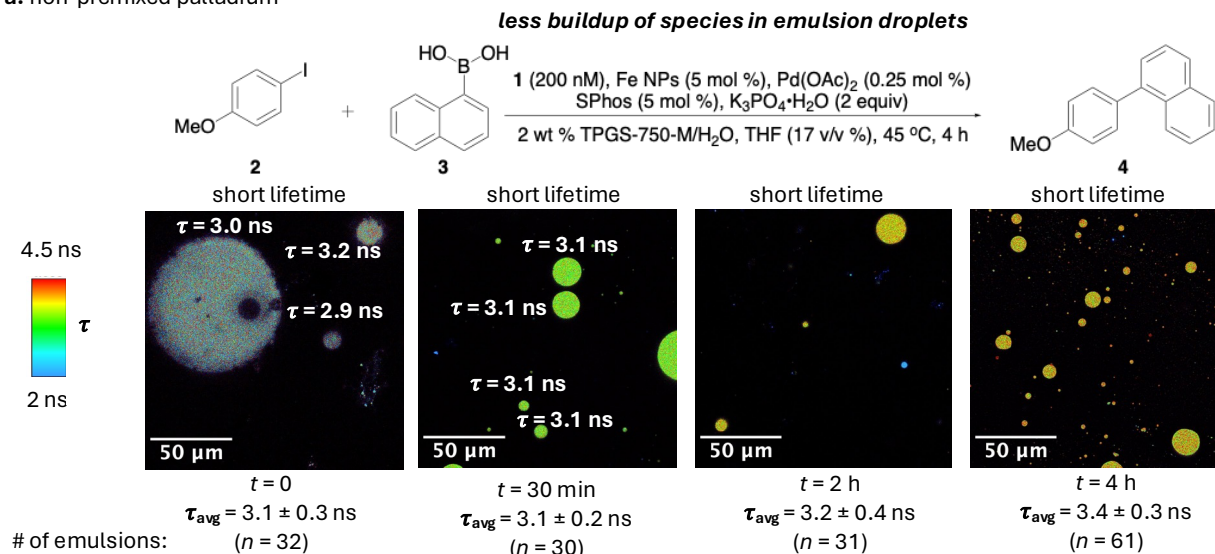 a. non-premixed palladium
less buildup of species in emulsion droplets
HO
OH
B
I
MeO
+
1 (200 nM), Fe NPs (5 mol %), Pd(OAc)2 (0.25 mol %)
SPhos (5 mol %), K3PO4•H2O (2 equiv)
2 wt % TPGS-750-M/H2O, THF (17 v/v %), 45 ºC, 4 h
MeO
2
3
4
short lifetime
short lifetime
short lifetime
short lifetime
4.5 ns
τ
2 ns
τ = 3.0 ns
τ = 3.2 ns
τ = 2.9 ns
50 μm
τ = 3.1 ns
τ = 3.1 ns
τ = 3.1 ns
τ = 3.1 ns
50 μm
50 μm
50 μm
t = 0
t = 30 min
t = 2 h
t = 4 h
τavg = 3.1 ± 0.3 ns
τavg = 3.1 ± 0.2 ns
τavg = 3.2 ± 0.4 ns
τavg = 3.4 ± 0.3 ns
# of emulsions:
(n = 32)
(n = 30)
(n = 31)
(n = 61)